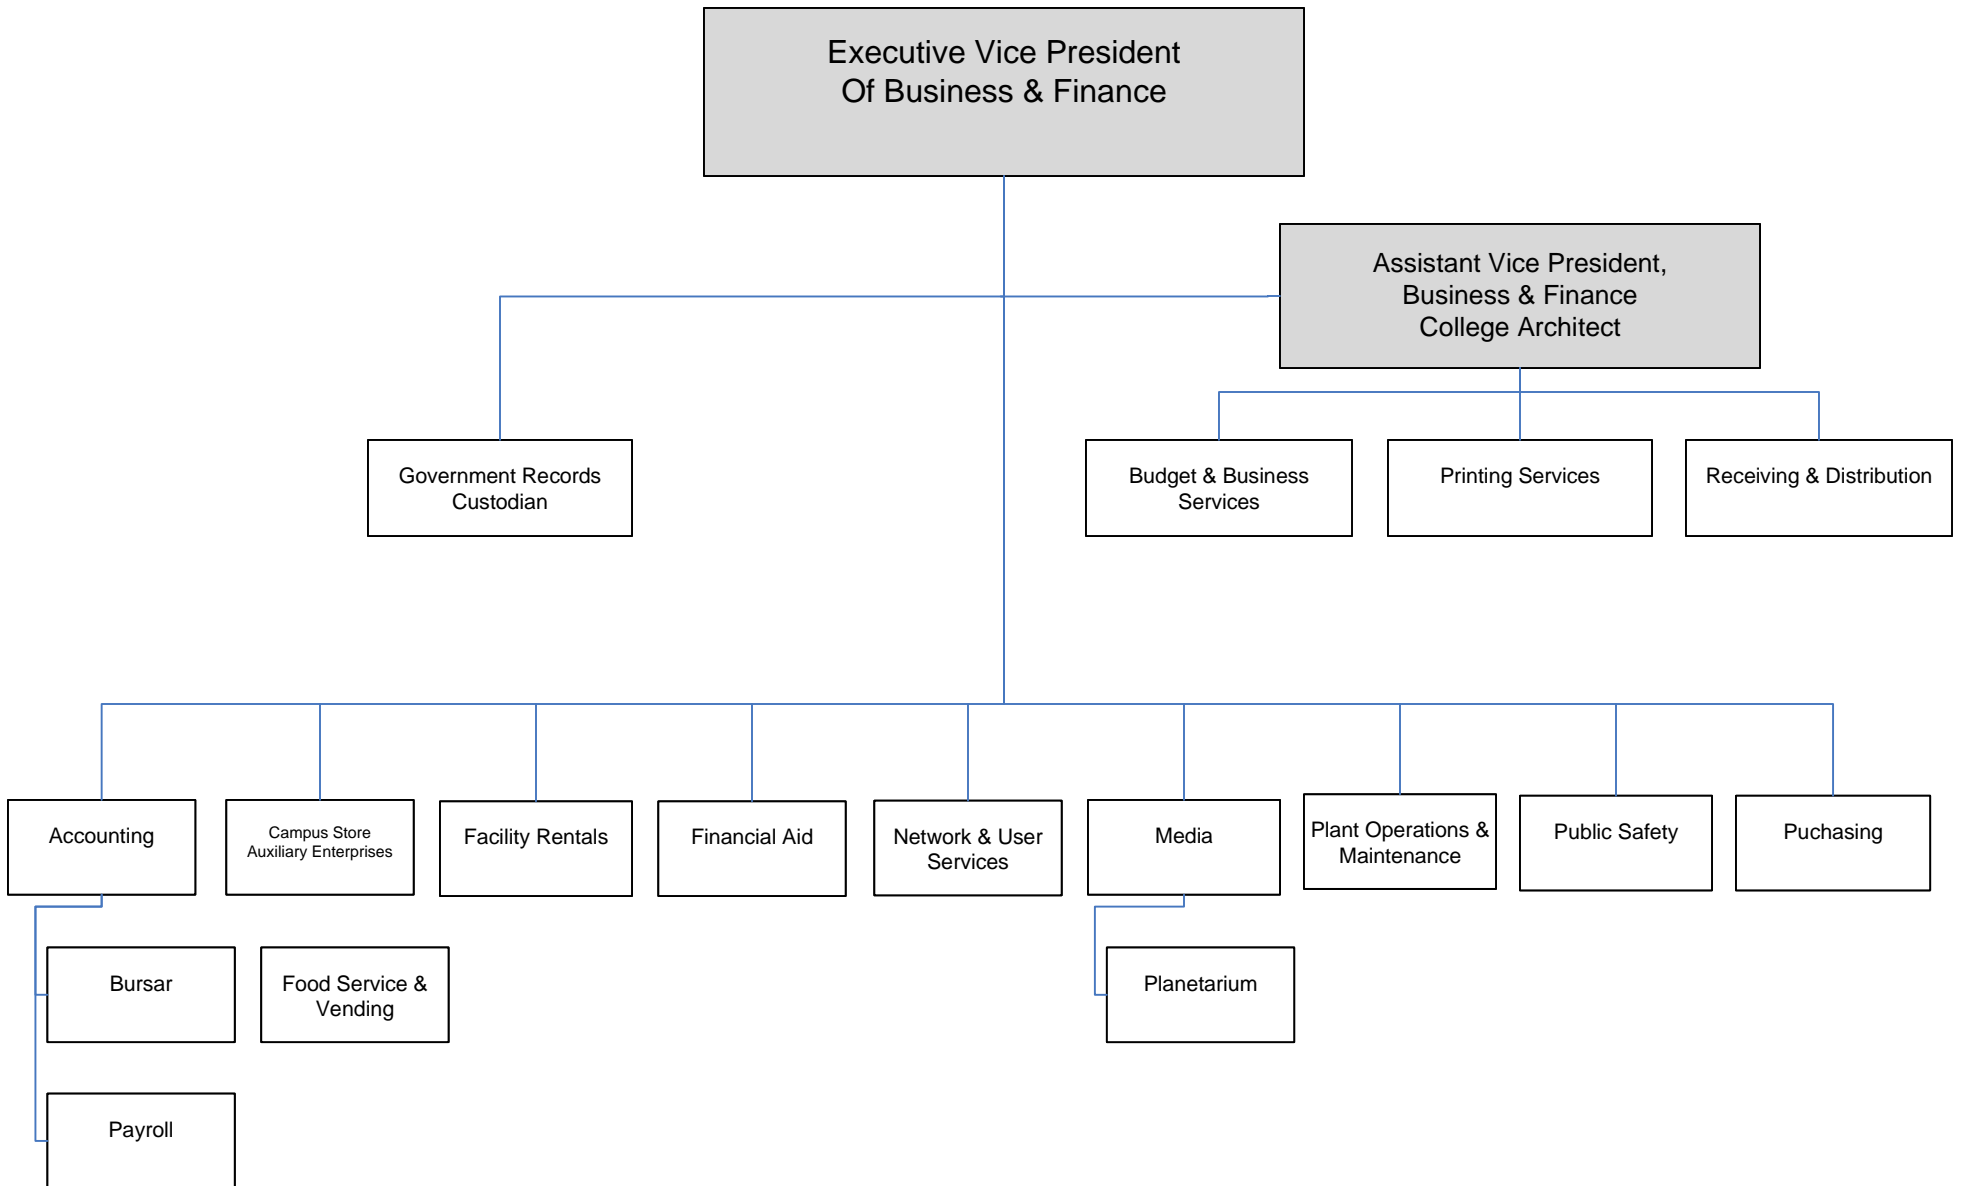 Executive Vice President
Of Business & Finance
Assistant Vice President,
Business & Finance
College Architect
Government Records
Custodian
Budget & Business
Services
Printing Services
Receiving & Distribution
Accounting
Campus Store
Auxiliary Enterprises
Facility Rentals
Financial Aid
Network & User
Services
Media
Plant Operations &
Maintenance
Public Safety
Puchasing
Bursar
Food Service &
Vending
Planetarium
Payroll